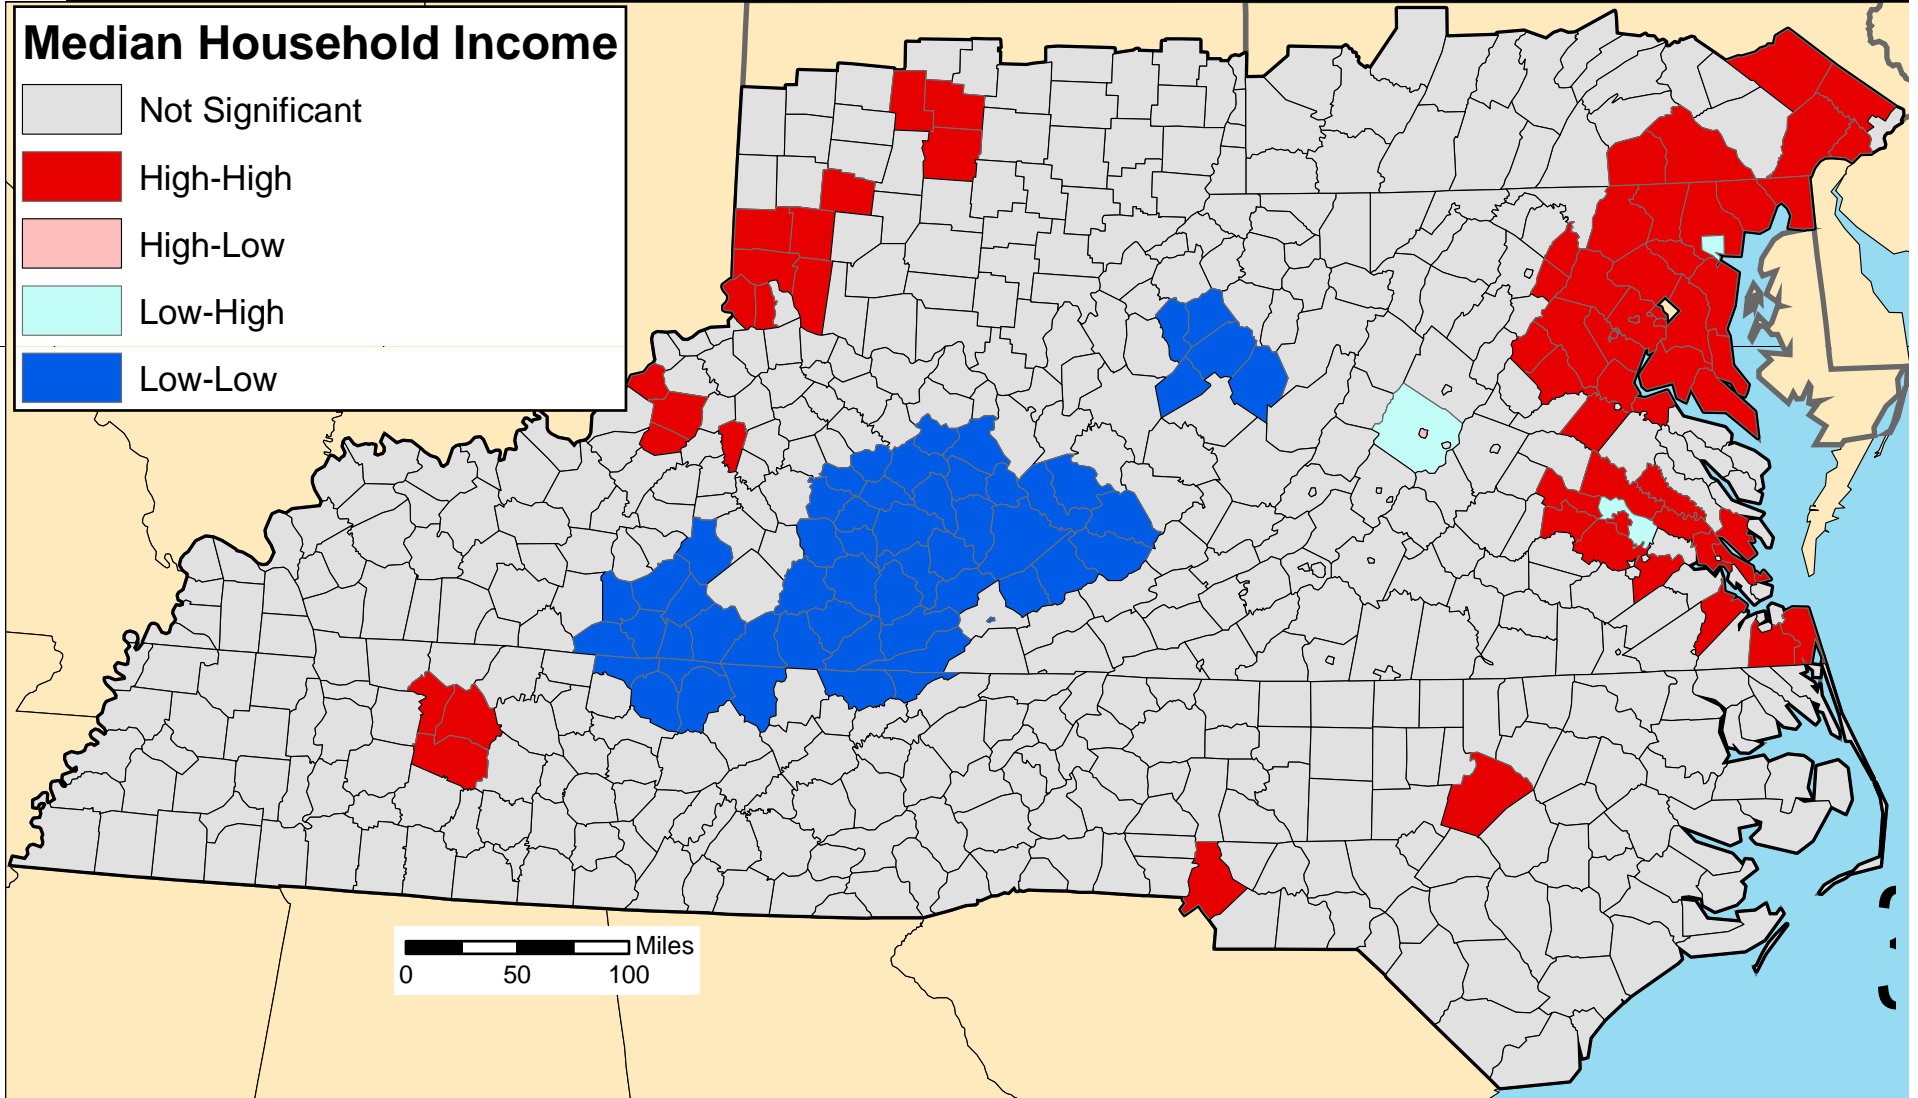 Median Household Income
Not Significant
High-High
High-Low
Low-High
Low-Low
Miles
0 50 100